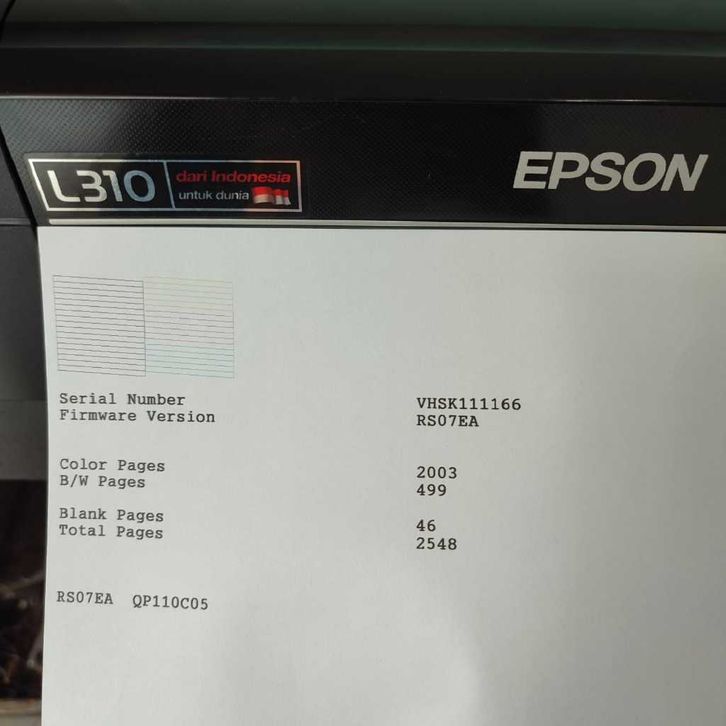 L310
dari Indonesia
untuk dunia
EPSON
Serial Number VHSK111166
Firmware Version RS07EA
Color Pages 2003
B/W Pages 499
Blank Pages 46
Total Pages 2548
RS07EA QP110C05